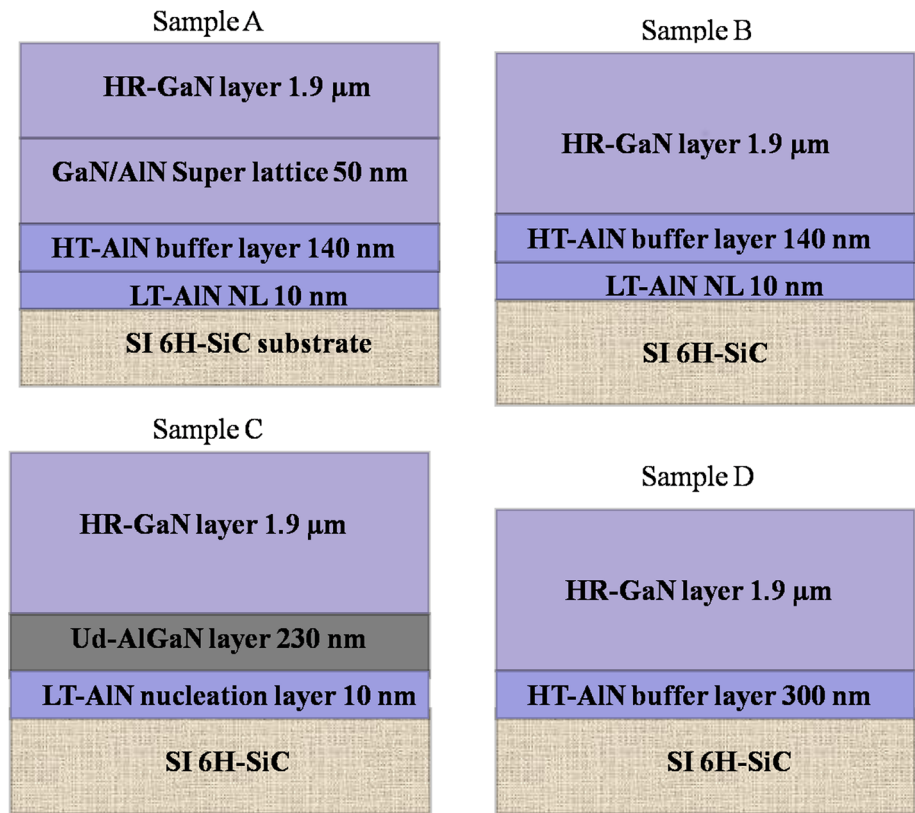 Sample A
HR-GaN layer 1.9 μm
GaN/AlN Super lattice 50 nm
HT-AlN buffer layer 140 nm
LT-AlN NL 10 nm
SI 6H-SiC substrate
Sample B
HR-GaN layer 1.9 μm
HT-AlN buffer layer 140 nm
LT-AlN NL 10 nm
SI 6H-SiC
Sample C
HR-GaN layer 1.9 μm
Ud-AlGaN layer 230 nm
LT-AlN nucleation layer 10 nm
SI 6H-SiC
Sample D
HR-GaN layer 1.9 μm
HT-AlN buffer layer 300 nm
SI 6H-SiC